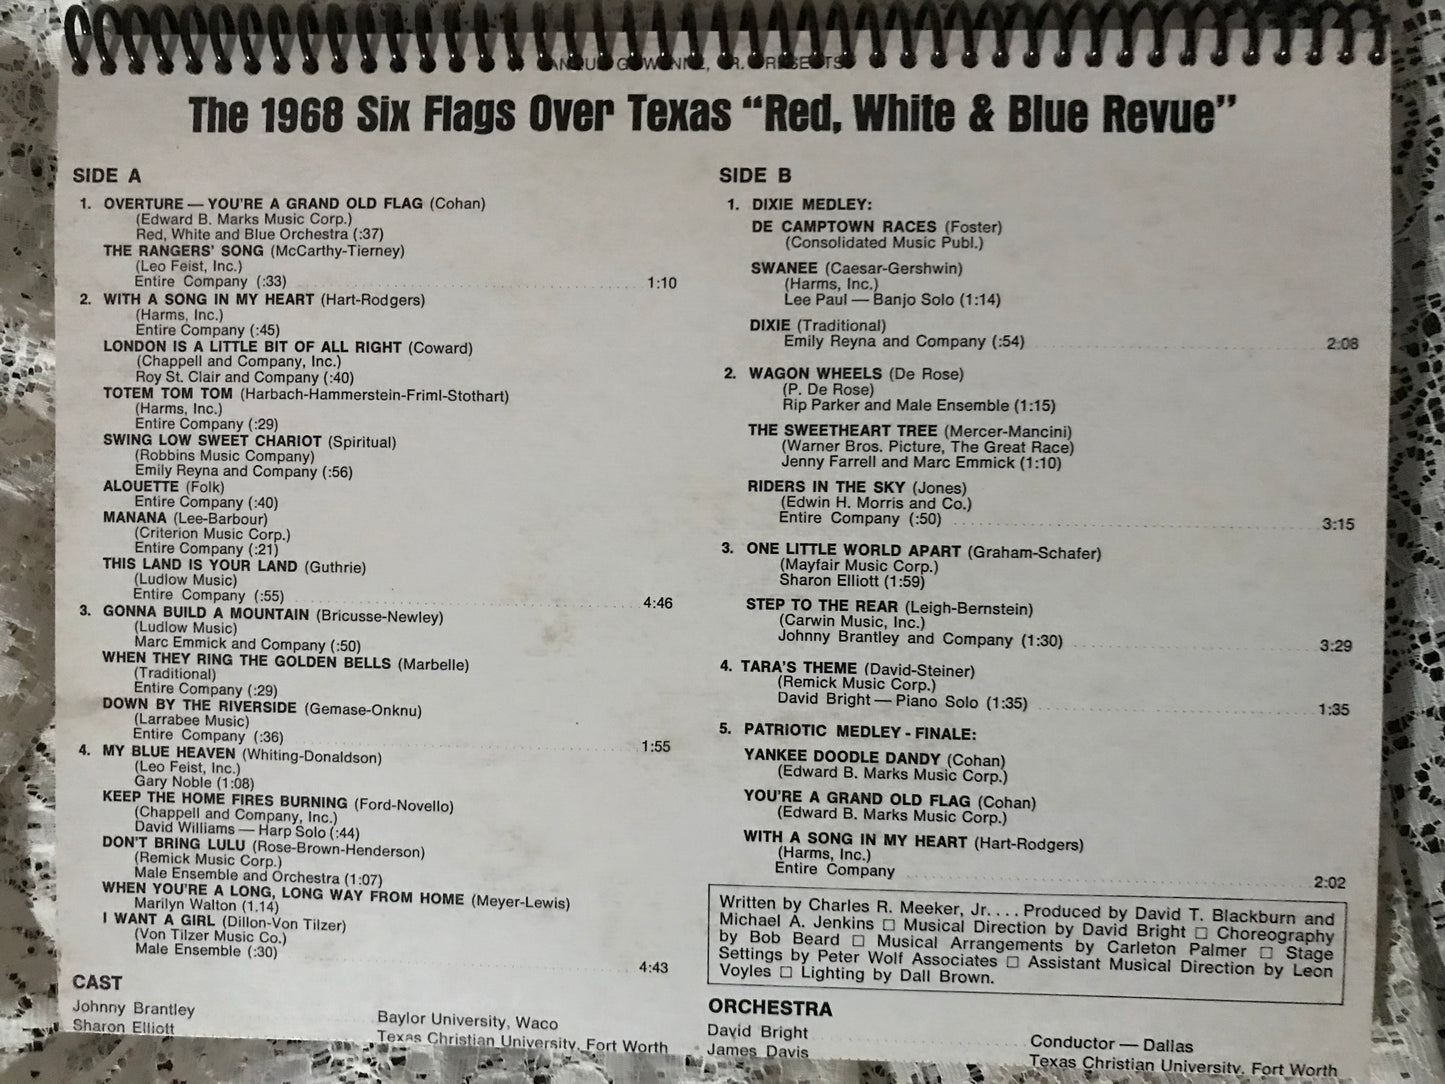 PRESENTS
The 1968 Six Flags Over Texas “Red, White & Blue Revue”
SIDE A
1. OVERTURE — YOU'RE A GRAND OLD FLAG (Cohan)
(Edward B. Marks Music Corp.)
Red, White and Blue Orchestra (:37)
THE RANGERS' SONG (McCarthy-Tierney)
(Leo Feist, Inc.)
Entire Company (:33) 1:10
2. WITH A SONG IN MY HEART (Hart-Rodgers)
(Harms, Inc.)
Entire Company (:45)
LONDON IS A LITTLE BIT OF ALL RIGHT (Coward)
(Chappell and Company, Inc.)
Roy St. Clair and Company (:40)
TOTEM TOM TOM (Harbach-Hammerstein-Friml-Stothart)
(Harms, Inc.)
Entire Company (:29)
SWING LOW SWEET CHARIOT (Spiritual)
(Robbins Music Company)
Emily Reyna and Company (:56)
ALOUETTE (Folk)
Entire Company (:40)
MANANA (Lee-Barbour)
(Criterion Music Corp.)
Entire Company (:21)
THIS LAND IS YOUR LAND (Guthrie)
(Ludlow Music)
Entire Company (:55) 4:46
3. GONNA BUILD A MOUNTAIN (Bricusse-Newley)
(Ludlow Music)
Marc Emmick and Company (:50)
WHEN THEY RING THE GOLDEN BELLS (Marbelle)
(Traditional)
Entire Company (:29)
DOWN BY THE RIVERSIDE (Gemase-Onknu)
(Larrabee Music)
Entire Company (:36) 1:55
4. MY BLUE HEAVEN (Whiting-Donaldson)
(Leo Feist, Inc.)
Gary Noble (1:08)
KEEP THE HOME FIRES BURNING (Ford-Novello)
(Chappell and Company, Inc.)
David Williams — Harp Solo (:44)
DON'T BRING LULU (Rose-Brown-Henderson)
(Remick Music Corp.)
Male Ensemble and Orchestra (1:07)
WHEN YOU'RE A LONG, LONG WAY FROM HOME (Meyer-Lewis)
Marilyn Walton (1.14)
I WANT A GIRL (Dillon-Von Tilzer)
(Von Tilzer Music Co.)
Male Ensemble (:30)
4:43
CAST
Johnny Brantley Baylor University, Waco
Sharon Elliott Texas Christian University, Fort Worth
SIDE B
1. DIXIE MEDLEY:
DE CAMPTOWN RACES (Foster)
(Consolidated Music Publ.)
SWANEE (Caesar-Gershwin)
(Harms, Inc.)
Lee Paul — Banjo Solo (1:14)
DIXIE (Traditional)
Emily Reyna and Company (:54) 2:08
2. WAGON WHEELS (De Rose)
(P. De Rose)
Rip Parker and Male Ensemble (1:15)
THE SWEETHEART TREE (Mercer-Mancini)
(Warner Bros. Picture, The Great Race)
Jenny Farrell and Marc Emmick (1:10)
RIDERS IN THE SKY (Jones)
(Edwin H. Morris and Co.)
Entire Company (:50) 3:15
3. ONE LITTLE WORLD APART (Graham-Schafer)
(Mayfair Music Corp.)
Sharon Elliott (1:59)
STEP TO THE REAR (Leigh-Bernstein)
(Carwin Music, Inc.)
Johnny Brantley and Company (1:30) 3:29
4. TARA'S THEME (David-Steiner)
(Remick Music Corp.)
David Bright — Piano Solo (1:35) 1:35
5. PATRIOTIC MEDLEY - FINALE:
YANKEE DOODLE DANDY (Cohan)
(Edward B. Marks Music Corp.)
YOU'RE A GRAND OLD FLAG (Cohan)
(Edward B. Marks Music Corp.)
WITH A SONG IN MY HEART (Hart-Rodgers)
(Harms, Inc.)
Entire Company 2:02
Written by Charles R. Meeker, Jr. . . . Produced by David T. Blackburn and
Michael A. Jenkins □ Musical Direction by David Bright □ Choreography
by Bob Beard □ Musical Arrangements by Carleton Palmer □ Stage
Settings by Peter Wolf Associates □ Assistant Musical Direction by Leon
Voyles □ Lighting by Dall Brown.
ORCHESTRA
David Bright Conductor — Dallas
James Davis Texas Christian University, Fort Worth